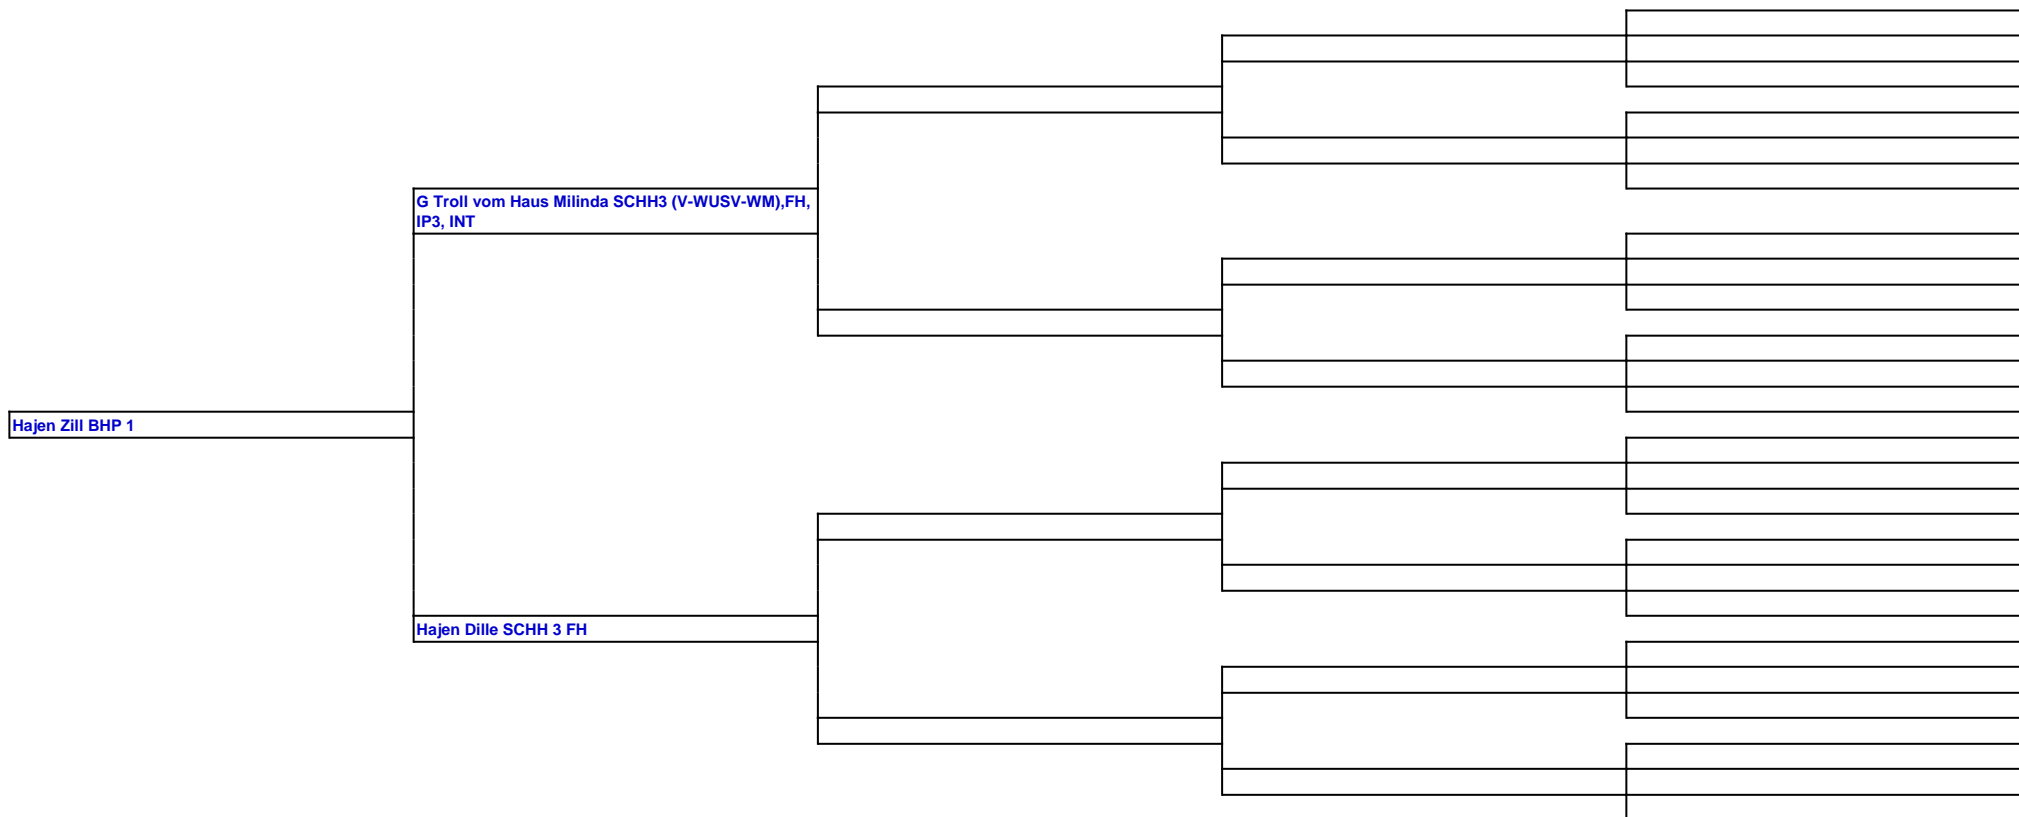 G Troll vom Haus Milinda SCHH3 (V-WUSV-WM),FH,
IP3, INT
Hajen Zill BHP 1
Hajen Dille SCHH 3 FH